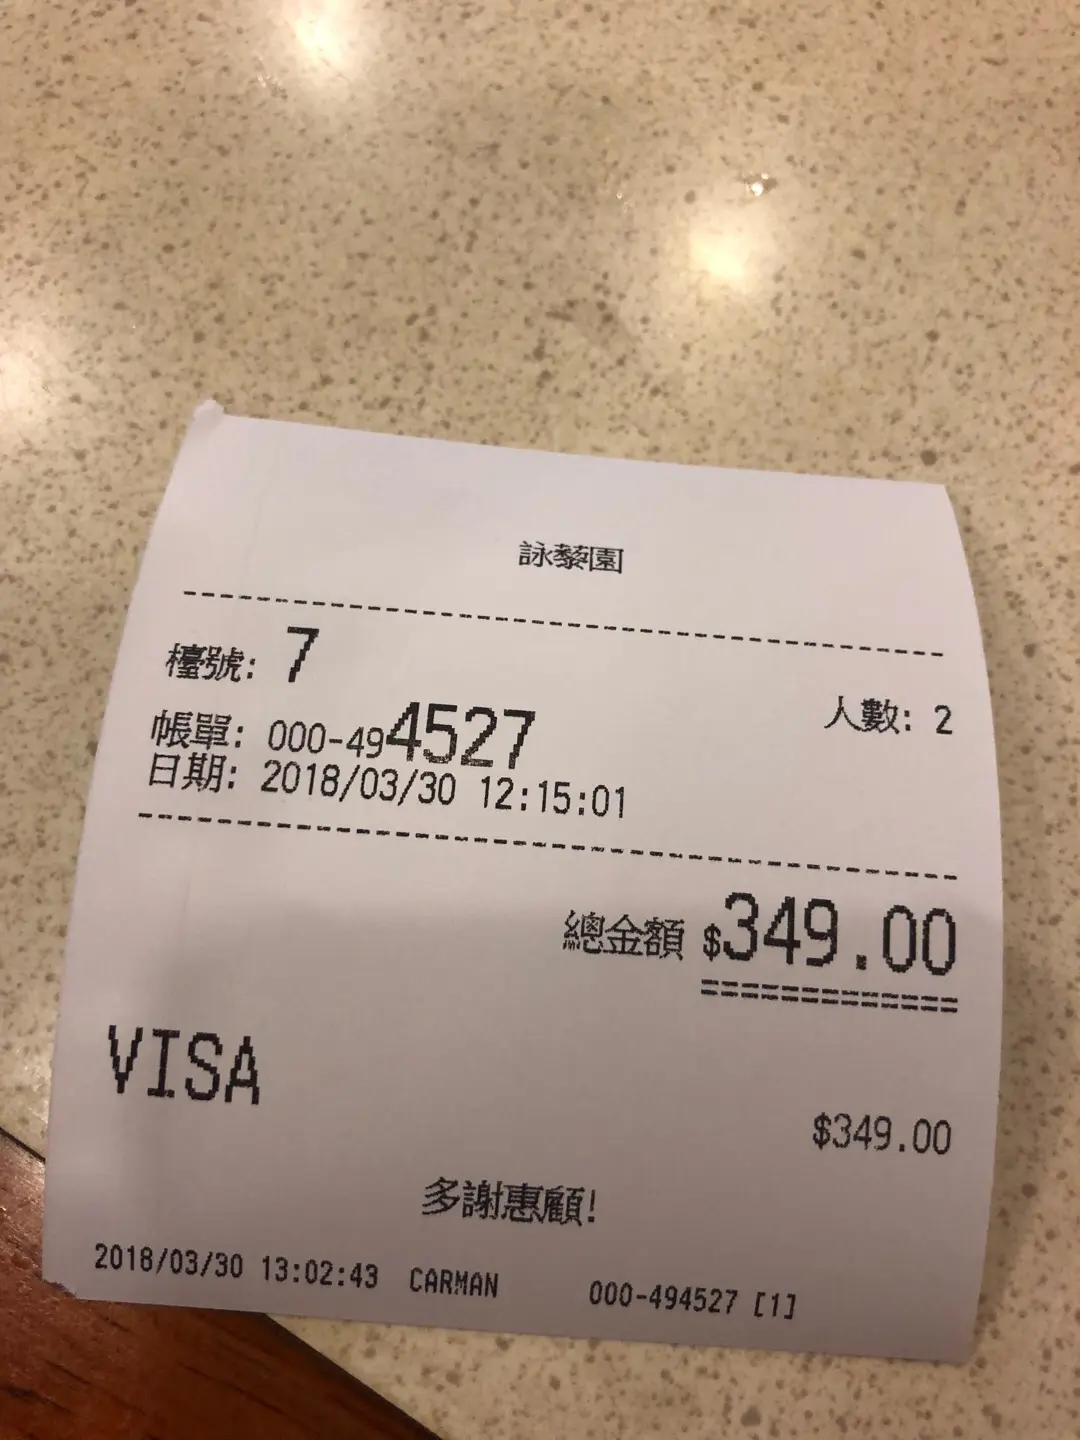 詠藜園
檯號: 7
人數: 2
帳單: 000-494527
日期: 2018/03/30 12:15:01
總金額 $349.00
VISA
$349.00
多謝惠顧!
2018/03/30 13:02:43 CARMAN 000-494527 [1]